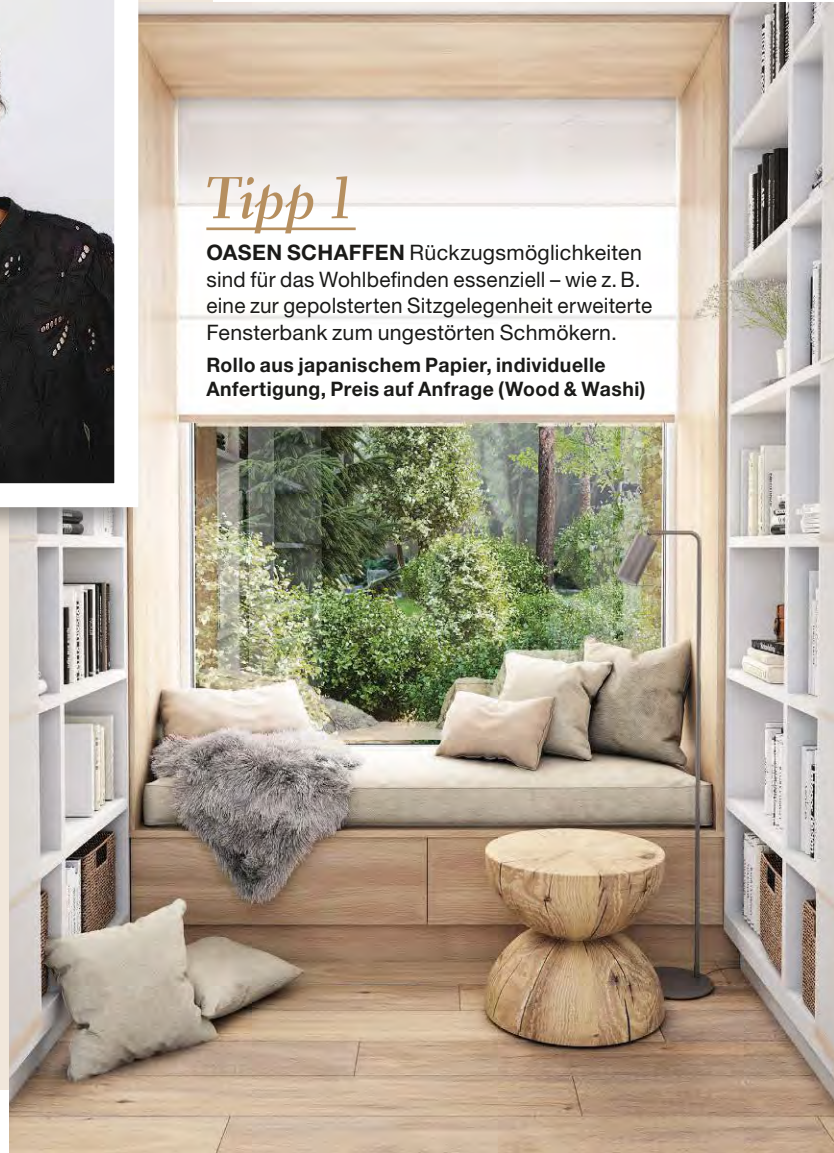 Tipp 1
OASEN SCHAFFEN Rückzugsmöglichkeiten
sind für das Wohlbefinden essenziell – wie z. B.
eine zur gepolsterten Sitzgelegenheit erweiterte
Fensterbank zum ungestörten Schmökern.
Rollo aus japanischem Papier, individuelle
Anfertigung, Preis auf Anfrage (Wood & Washi)